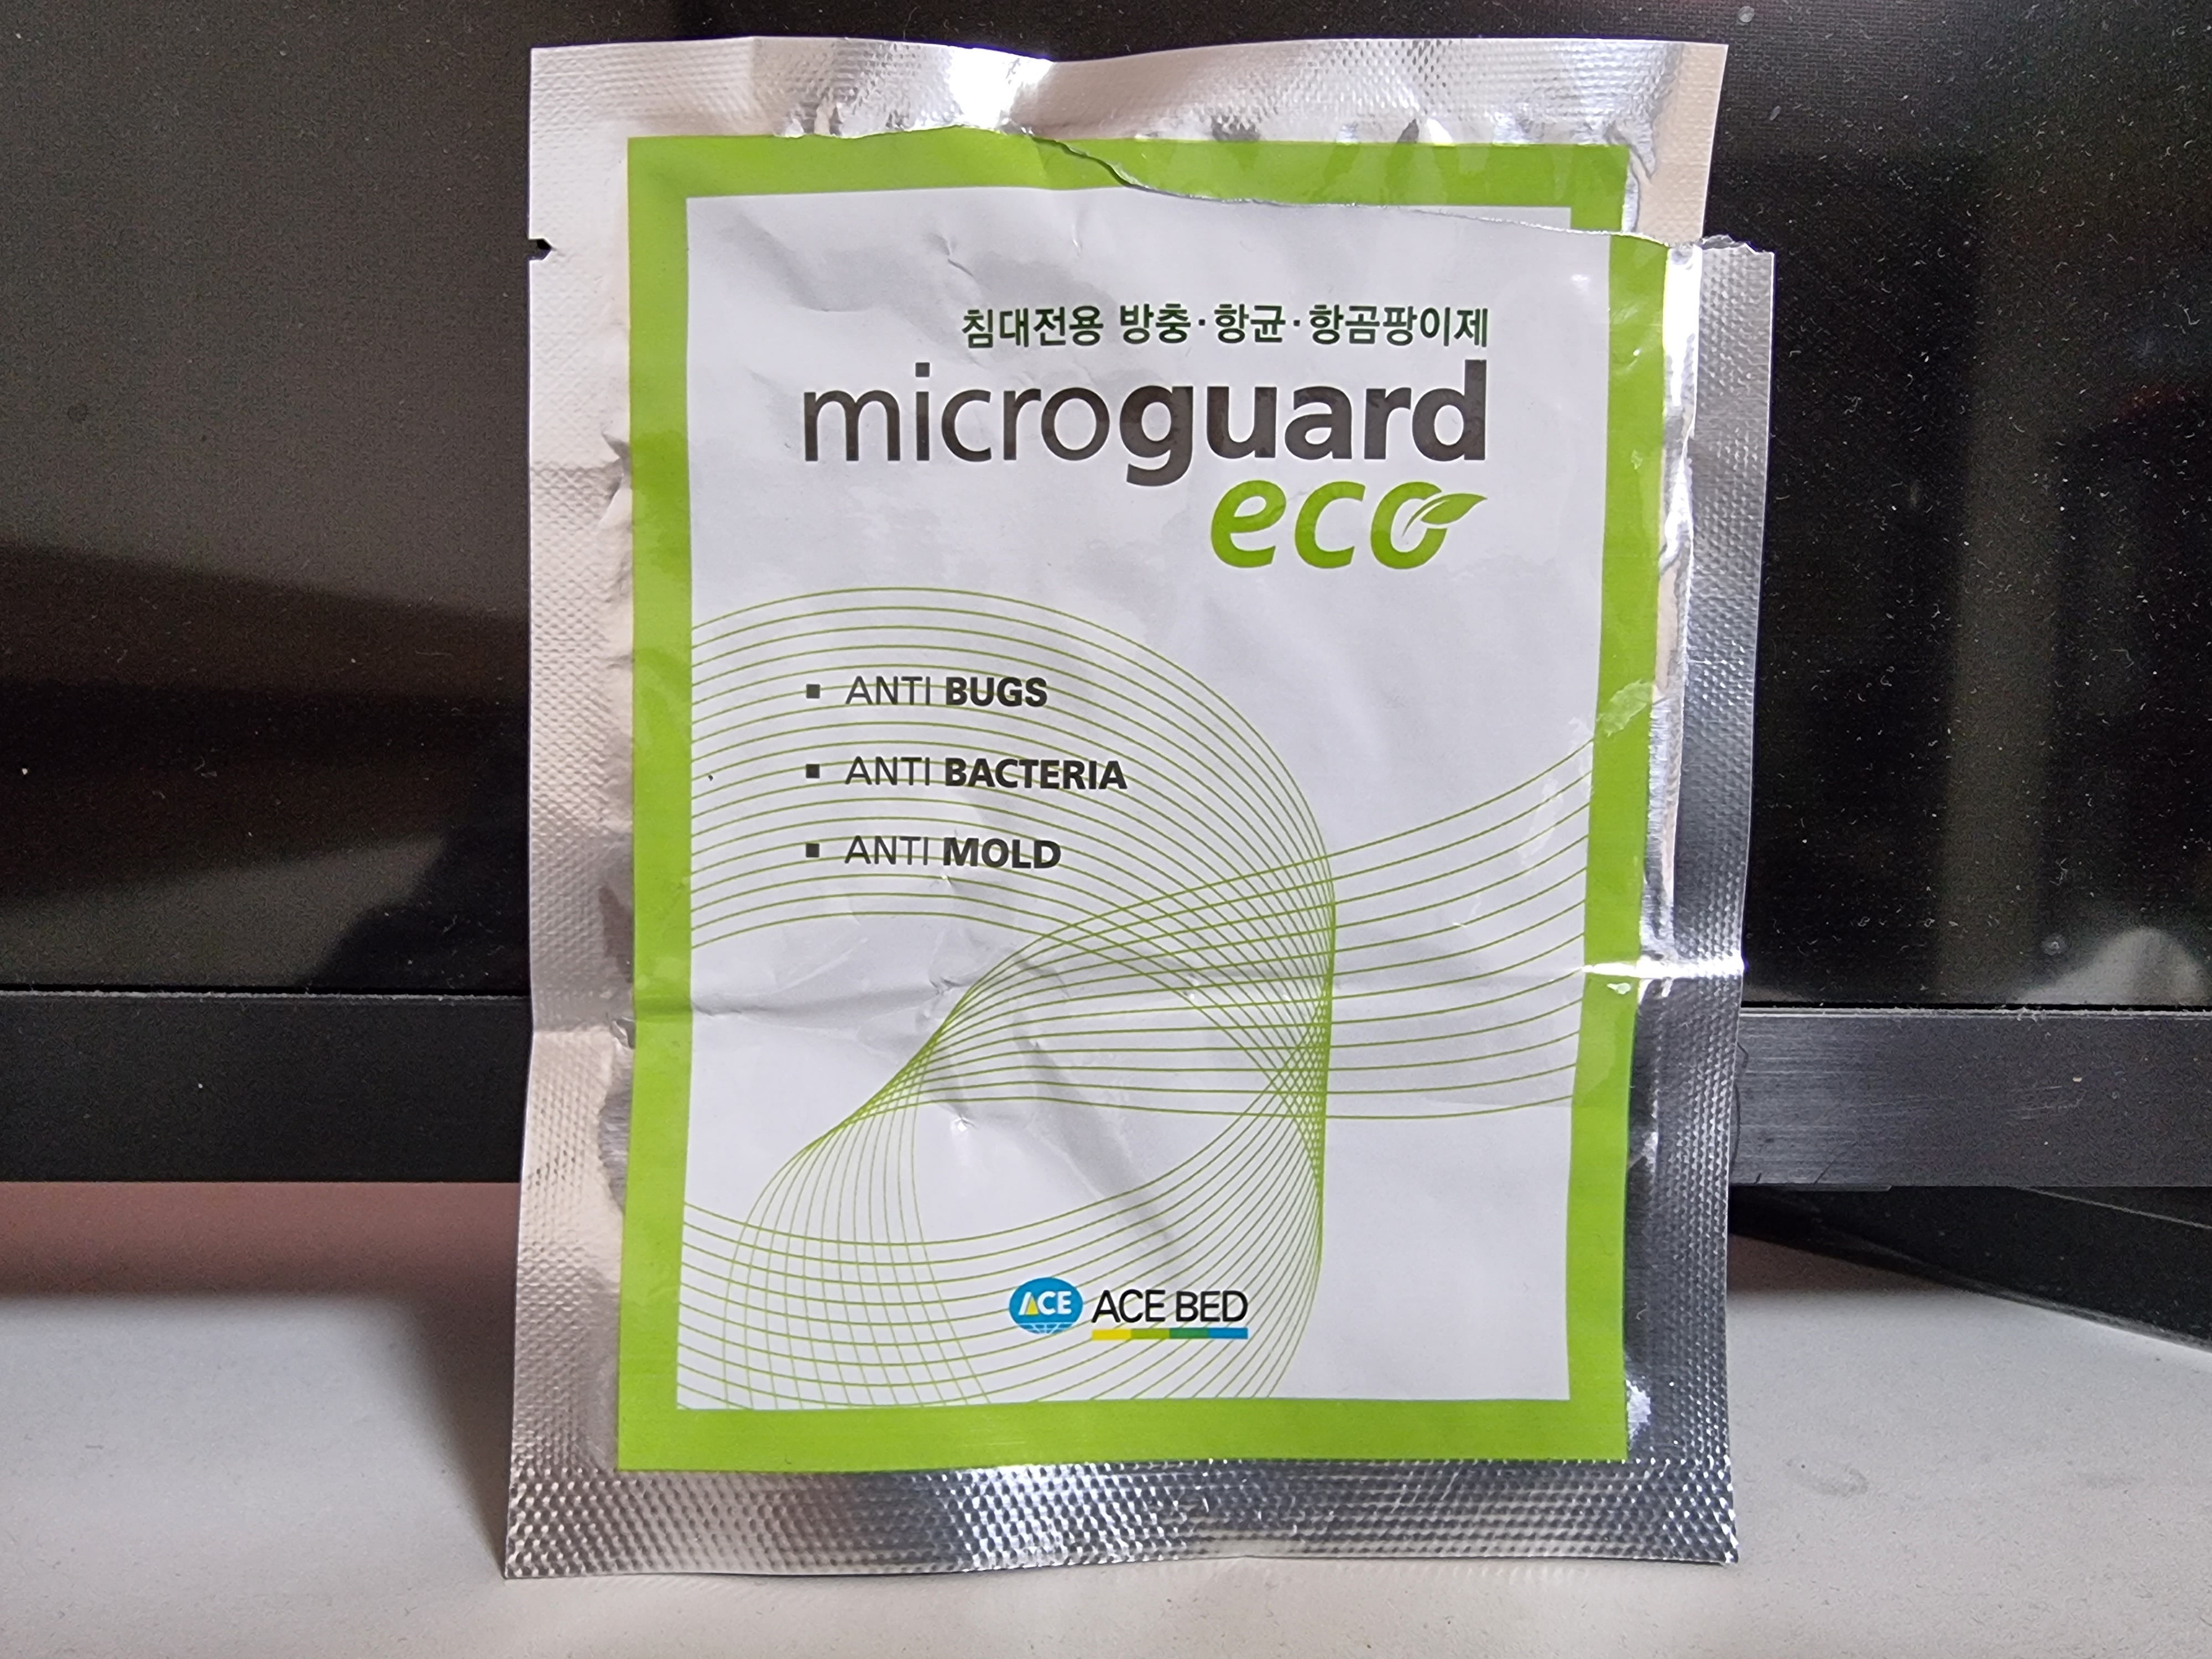 침대전용 방충·항균·항곰팡이제
microguard
eco
▪ ANTI BUGS
▪ ANTI BACTERIA
▪ ANTI MOLD
ACE ACE BED